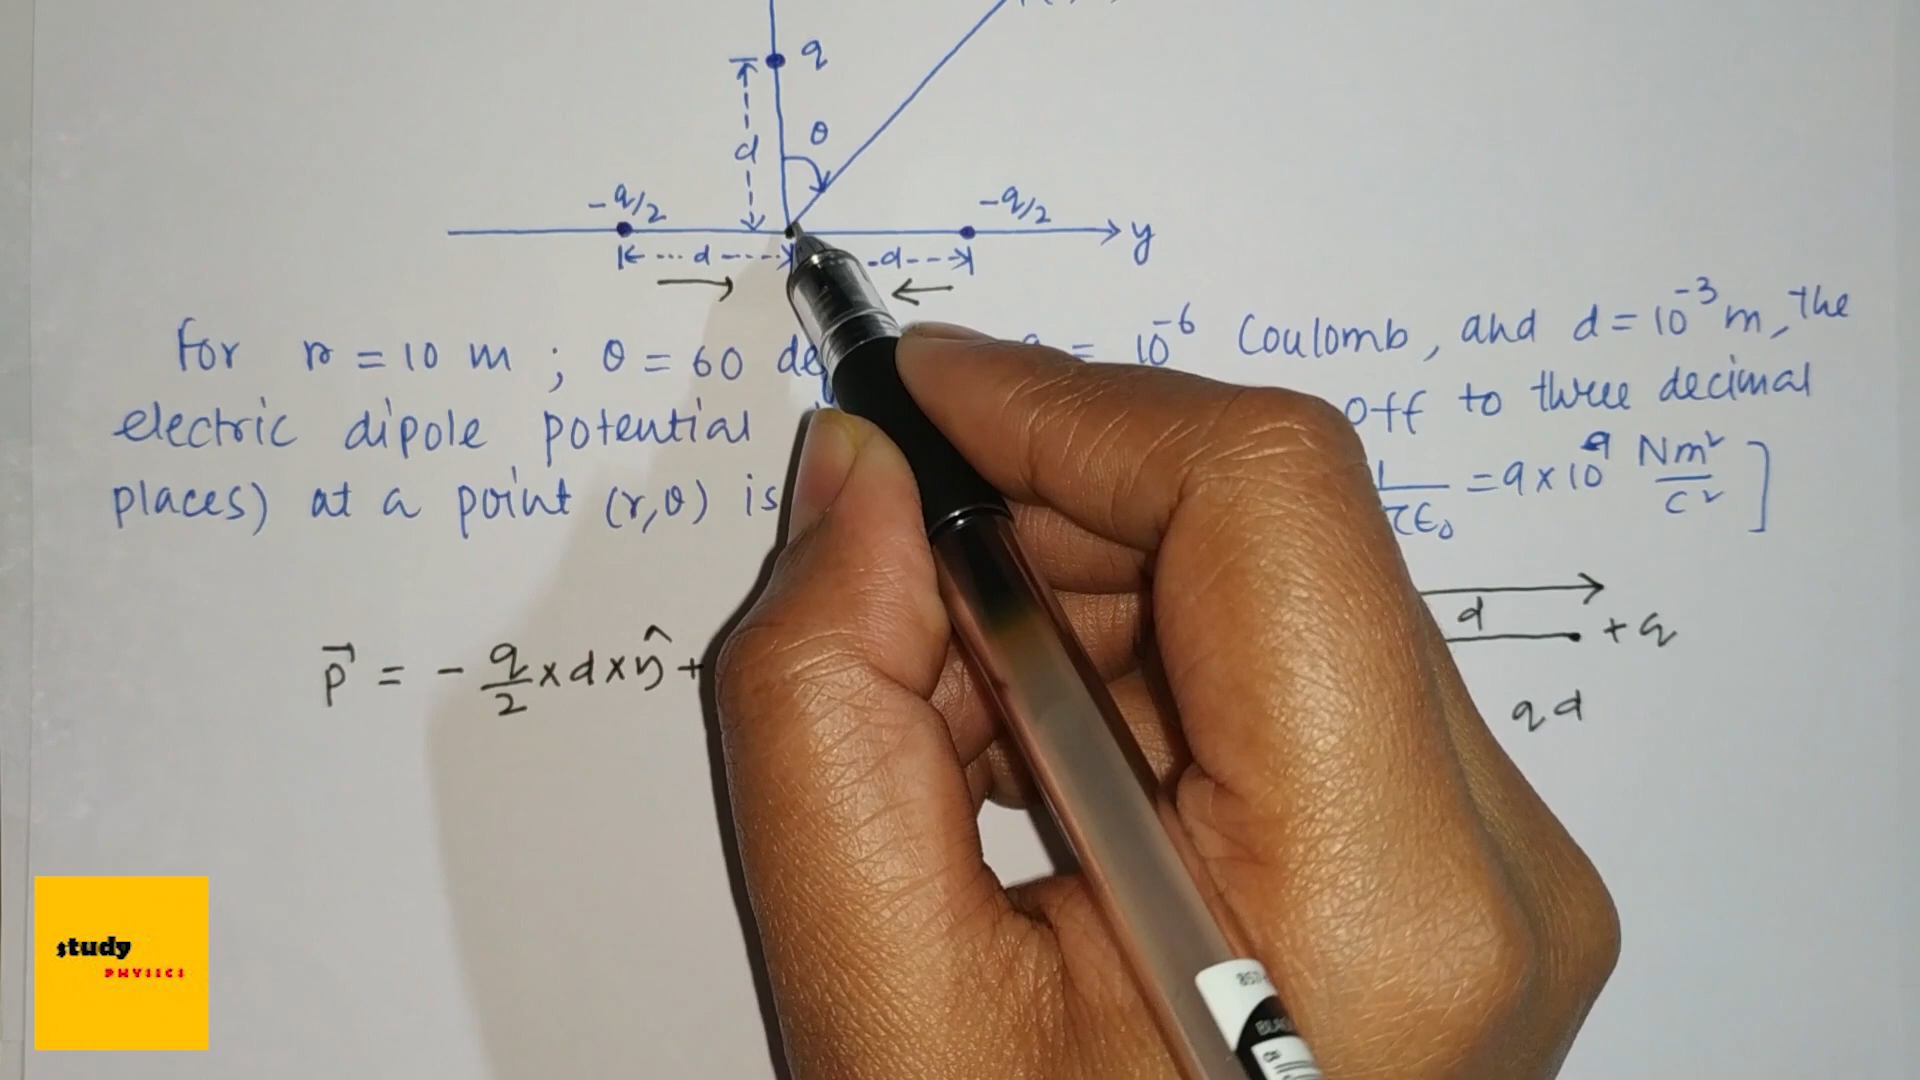 q
θ
d
-q/2
-q/2
y
d
d
For r = 10 m ; θ = 60 = 10⁻⁶ Coulomb, and d = 10⁻³ m, the
electric dipole potential off to three decimal
places) at a point (r,θ) is = 9×10⁹ Nm²/C² ]
d
+q
p⃗ = - q/2 × d × ŷ +
qd
study
PHYSICS